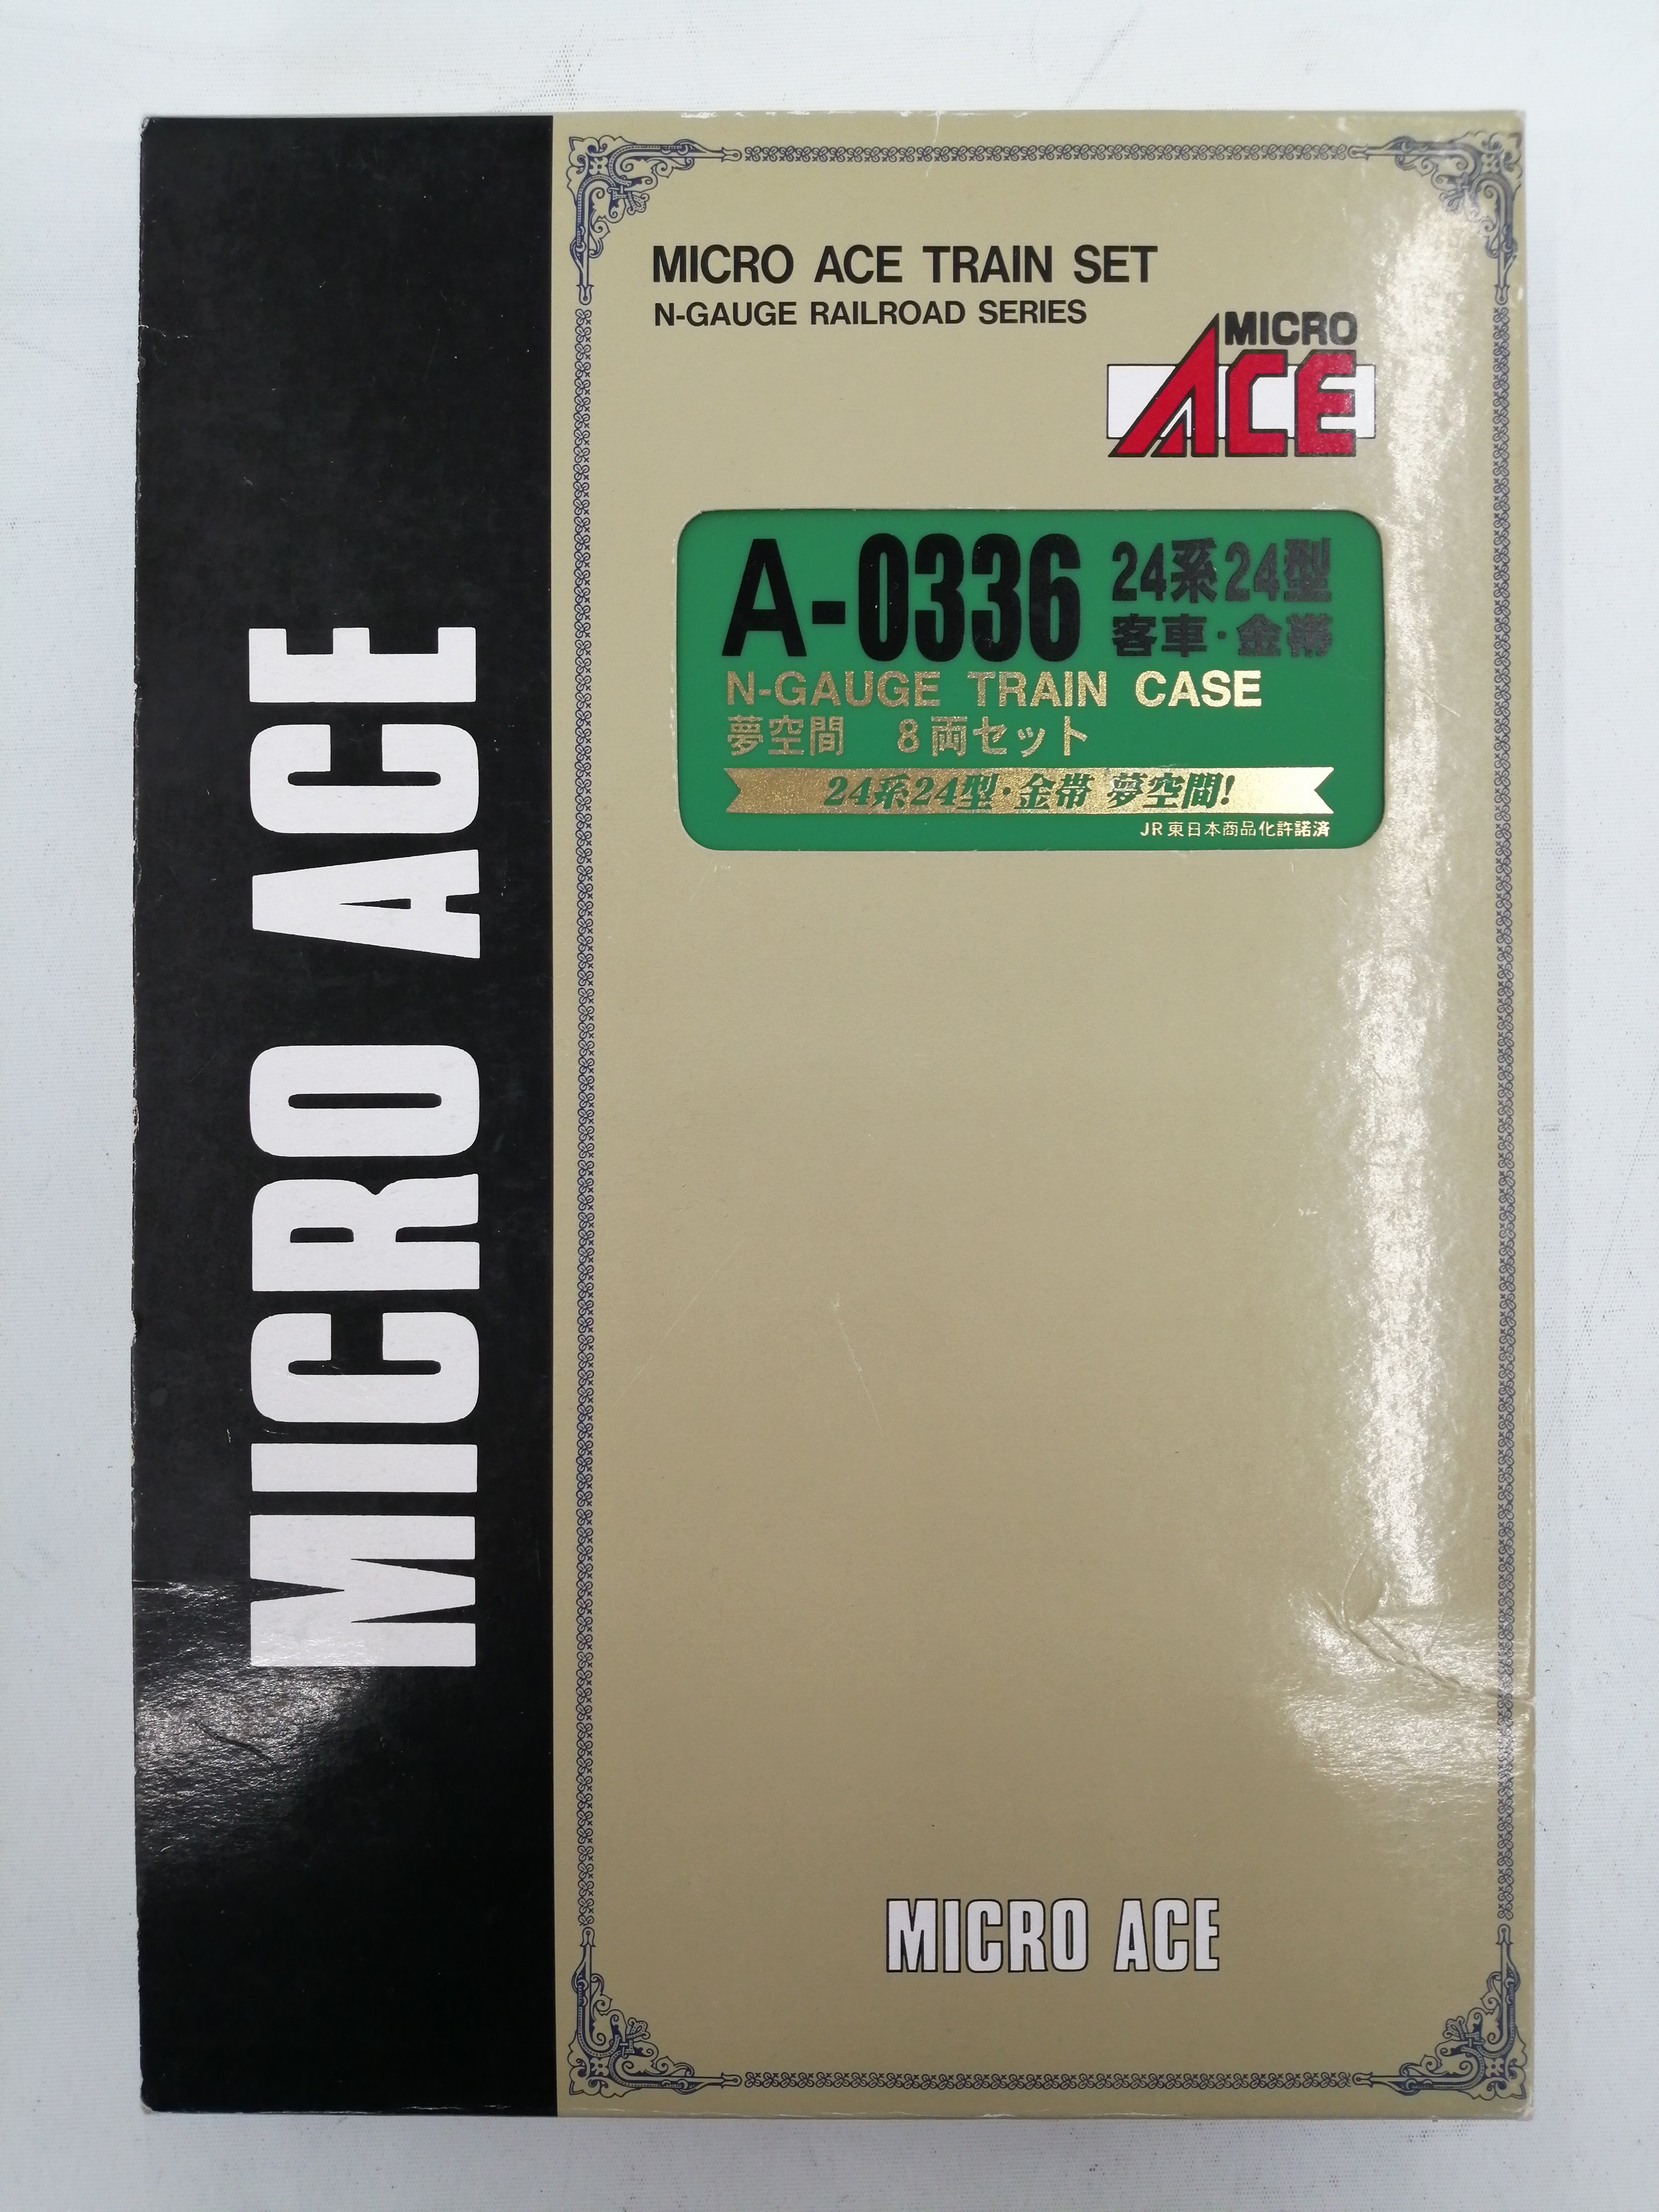 MICRO ACE
MICRO ACE TRAIN SET
N-GAUGE RAILROAD SERIES
MICRO
ACE
A-0336
24系24型
客車·金帯
N-GAUGE TRAIN CASE
夢空間 8両セット
24系24型·金帯 夢空間!
JR東日本商品化許諾済
MICRO ACE